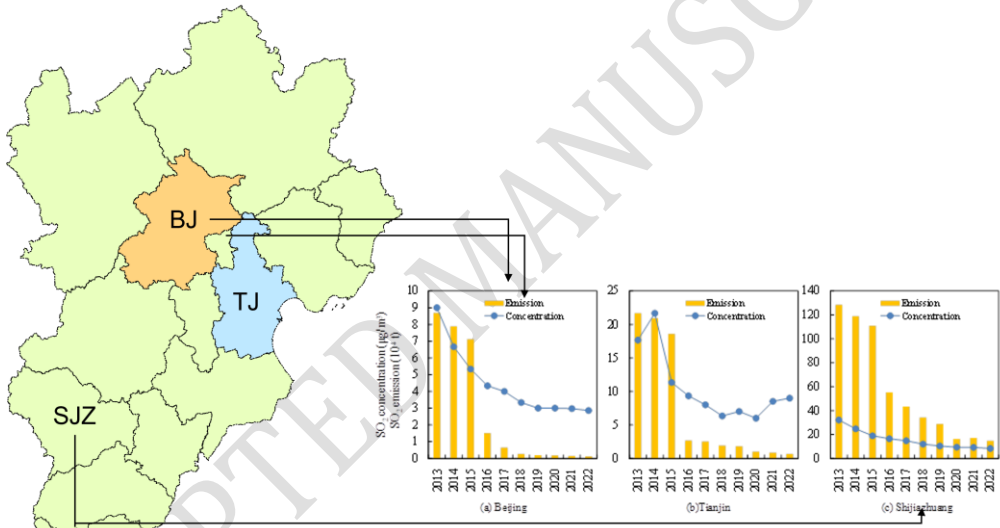 PTED MANUSC
BJ
TJ
SJZ
SO2 concentration (μg/m³)
SO2 emission (10⁴ t)
10
9
8
7
6
5
4
3
2
1
0
Emission
Concentration
2013 2014 2015 2016 2017 2018 2019 2020 2021 2022
(a) Beijing
25
20
15
10
5
0
Emission
Concentration
2013 2014 2015 2016 2017 2018 2019 2020 2021 2022
(b)Tianjin
140
120
100
80
60
40
20
0
Emission
Concentration
2013 2014 2015 2016 2017 2018 2019 2020 2021 2022
(c) Shijiazhuang